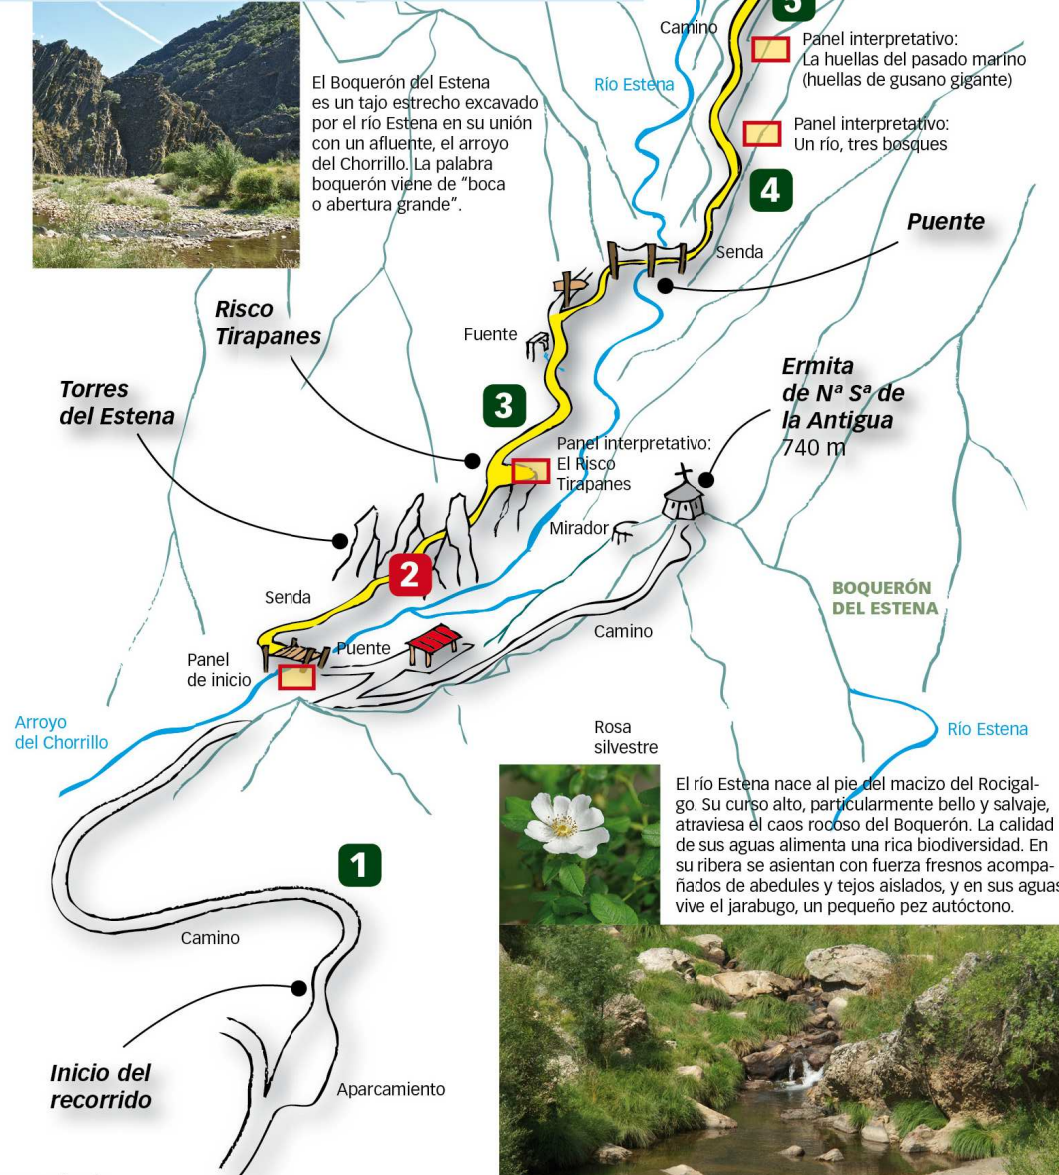 5
Camino
Panel interpretativo:
La huellas del pasado marino
(huellas de gusano gigante)
Río Estena
El Boquerón del Estena
es un tajo estrecho excavado
por el río Estena en su unión
con un afluente, el arroyo
del Chorrillo. La palabra
boquerón viene de "boca
o abertura grande".
Panel interpretativo:
Un río, tres bosques
4
Puente
Senda
Risco
Tirapanes
Fuente
Torres
del Estena
3
Ermita
de Nª Sª de
la Antigua
740 m
Panel interpretativo:
El Risco
Tirapanes
Mirador
2
Senda
BOQUERÓN
DEL ESTENA
Camino
Puente
Panel
de inicio
Arroyo
del Chorrillo
Rosa
silvestre
Río Estena
El río Estena nace al pie del macizo del Rocigal-
go. Su curso alto, particularmente bello y salvaje,
atraviesa el caos rocoso del Boquerón. La calidad
de sus aguas alimenta una rica biodiversidad. En
su ribera se asientan con fuerza fresnos acompa-
ñados de abedules y tejos aislados, y en sus aguas
vive el jarabugo, un pequeño pez autóctono.
1
Camino
Inicio del
recorrido
Aparcamiento